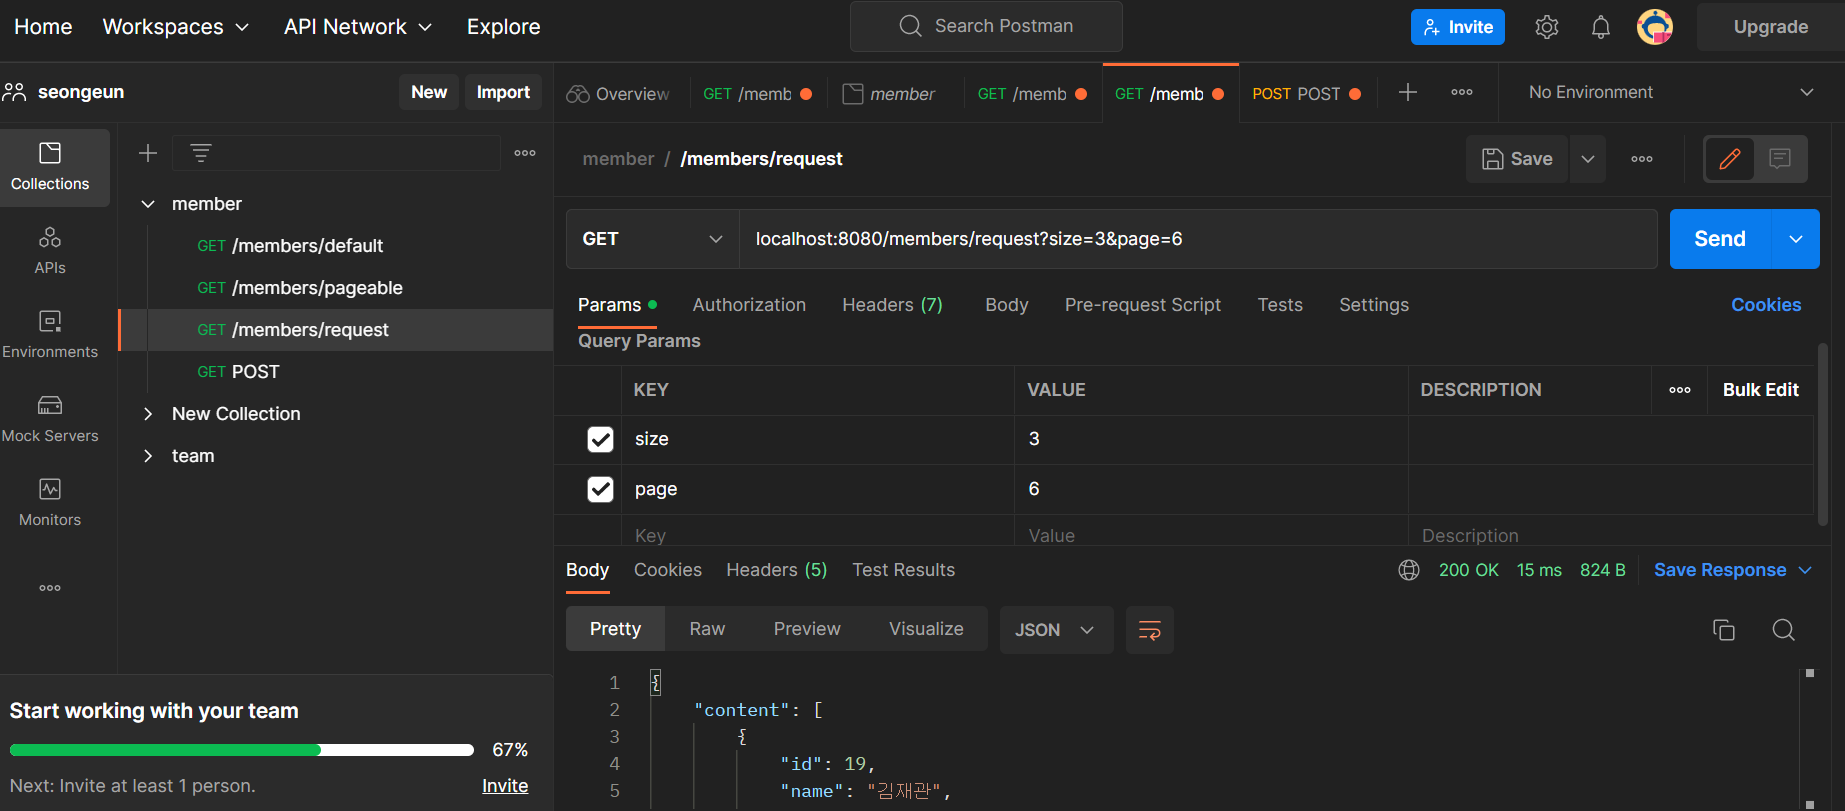 Home Workspaces API Network Explore Search Postman Invite Upgrade
seongeun New Import Overview GET /memb member GET /memb GET /memb POST POST No Environment
Collections
APIs
Environments
Mock Servers
Monitors
member
GET /members/default
GET /members/pageable
GET /members/request
GET POST
New Collection
team
Start working with your team
67%
Next: Invite at least 1 person. Invite
member / /members/request Save
GET localhost:8080/members/request?size=3&page=6 Send
Params Authorization Headers (7) Body Pre-request Script Tests Settings Cookies
Query Params
KEY VALUE DESCRIPTION Bulk Edit
size 3
page 6
Key Value Description
Body Cookies Headers (5) Test Results 200 OK 15 ms 824 B Save Response
Pretty Raw Preview Visualize JSON
1 {
2 "content": [
3 {
4 "id": 19,
5 "name": "김재관",